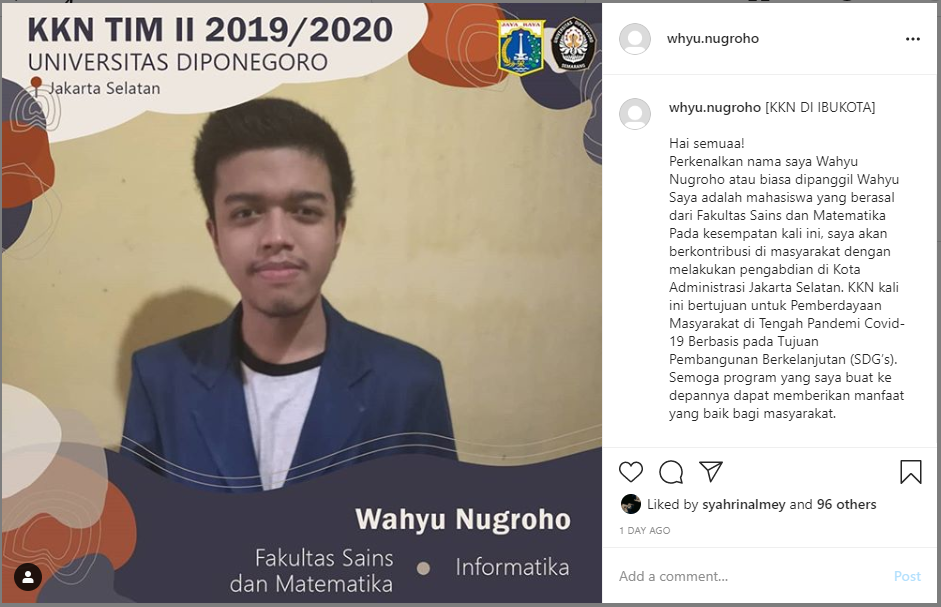 KKN TIM II 2019/2020
UNIVERSITAS DIPONEGORO
Jakarta Selatan
JAYA RAYA
UNIVERSITAS DIPONEGORO
SEMARANG
Wahyu Nugroho
Fakultas Sains
dan Matematika
Informatika
whyu.nugroho
whyu.nugroho [KKN DI IBUKOTA]
Hai semuaa!
Perkenalkan nama saya Wahyu
Nugroho atau biasa dipanggil Wahyu
Saya adalah mahasiswa yang berasal
dari Fakultas Sains dan Matematika
Pada kesempatan kali ini, saya akan
berkontribusi di masyarakat dengan
melakukan pengabdian di Kota
Administrasi Jakarta Selatan. KKN kali
ini bertujuan untuk Pemberdayaan
Masyarakat di Tengah Pandemi Covid-
19 Berbasis pada Tujuan
Pembangunan Berkelanjutan (SDG's).
Semoga program yang saya buat ke
depannya dapat memberikan manfaat
yang baik bagi masyarakat.
Liked by syahrinalmey and 96 others
1 DAY AGO
Add a comment...
Post